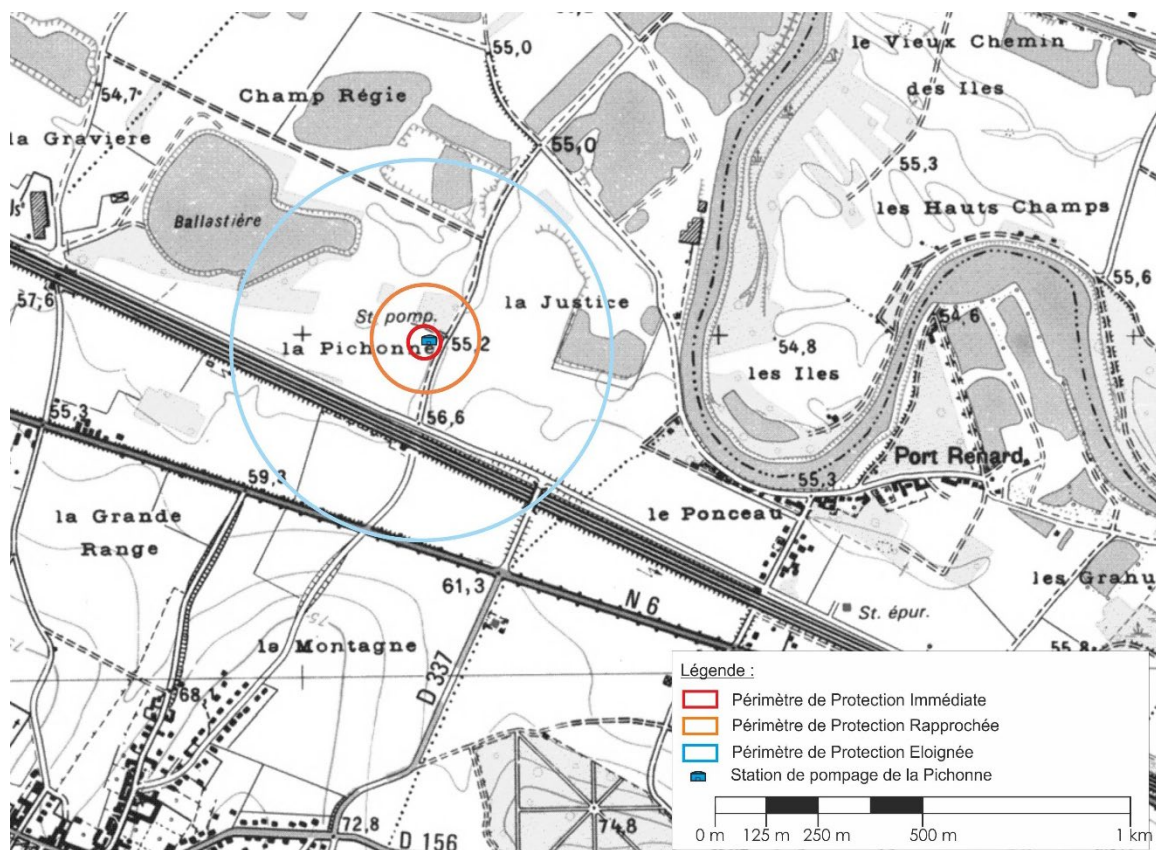 le Vieux Chemin
des Iles
55,0
54,7
Champ Régie
la Gravière
55,0
55,3
les Hauts Champs
Ballastière
55,6
57,6
la Justice
St. pomp.
54,6
la Pichonne
55,2
54,8
les Iles
55,3
56,6
Port Renard
59,3
55,3
la Grande
Range
le Ponceau
les Grahu
61,3
N 6
St. épur.
75
la Montagne
55,8
D 337
68,1
72,8
D 156
74,8
Légende :
Périmètre de Protection Immédiate
Périmètre de Protection Rapprochée
Périmètre de Protection Eloignée
Station de pompage de la Pichonne
0 m
125 m
250 m
500 m
1 km